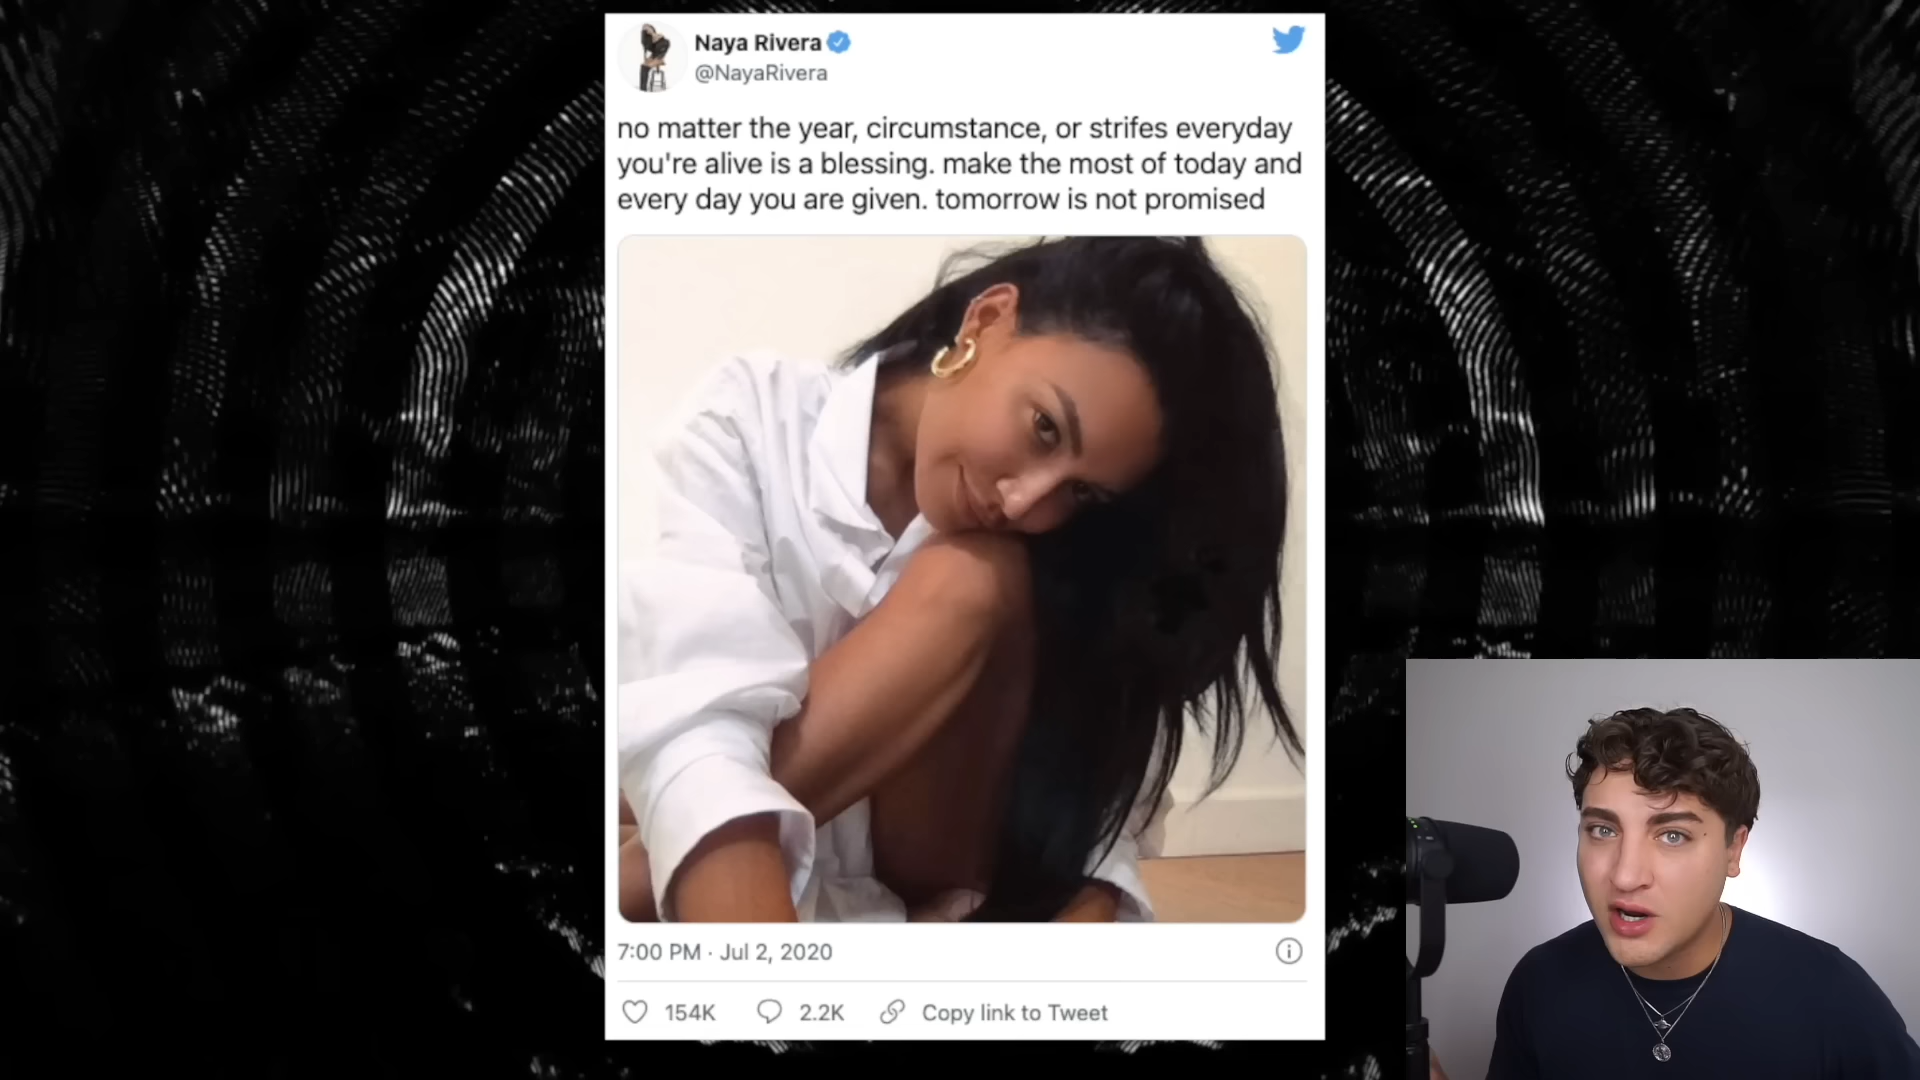 Naya Rivera
@NayaRivera
no matter the year, circumstance, or strifes everyday
you're alive is a blessing. make the most of today and
every day you are given. tomorrow is not promised
7:00 PM · Jul 2, 2020
154K 2.2K Copy link to Tweet